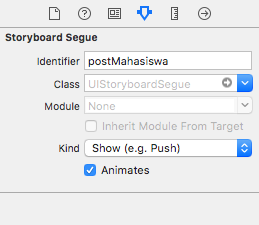 Storyboard Segue
Identifier postMahasiswa
Class UIStoryboardSegue
Module None
Inherit Module From Target
Kind Show (e.g. Push)
Animates